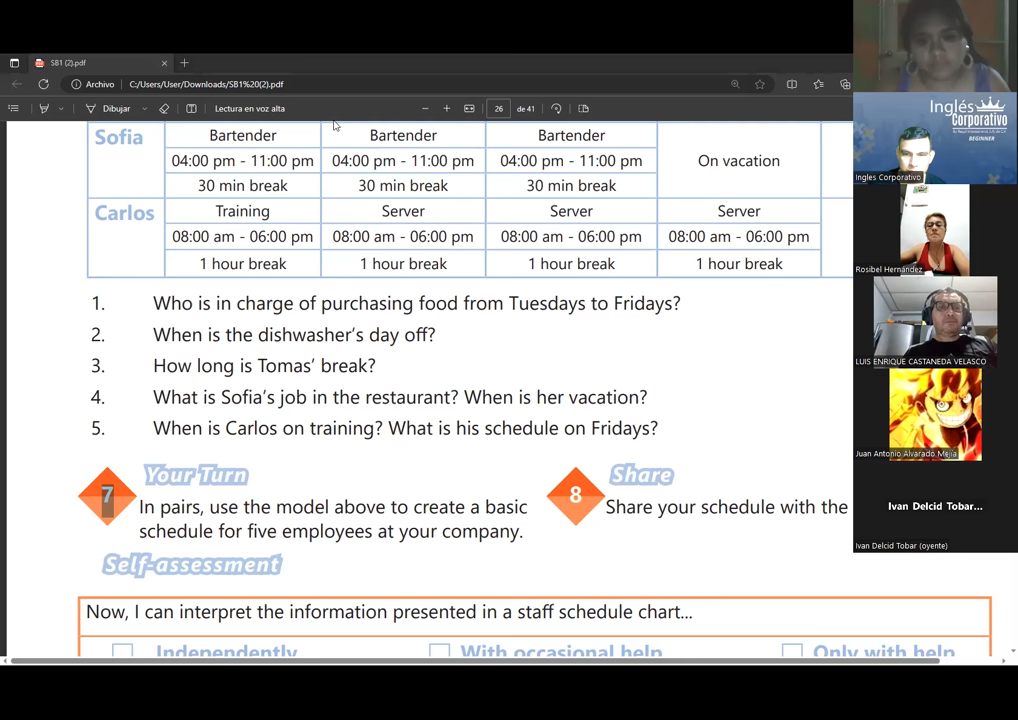 SB1 (2).pdf
Archivo C:/Users/User/Downloads/SB1%20(2).pdf
Dibujar Lectura en voz alta 26 de 41
Sofia Bartender Bartender Bartender On vacation
04:00 pm - 11:00 pm 04:00 pm - 11:00 pm 04:00 pm - 11:00 pm
30 min break 30 min break 30 min break
Carlos Training Server Server Server
08:00 am - 06:00 pm 08:00 am - 06:00 pm 08:00 am - 06:00 pm 08:00 am - 06:00 pm
1 hour break 1 hour break 1 hour break 1 hour break
1. Who is in charge of purchasing food from Tuesdays to Fridays?
2. When is the dishwasher's day off?
3. How long is Tomas' break?
4. What is Sofia's job in the restaurant? When is her vacation?
5. When is Carlos on training? What is his schedule on Fridays?
7 Your Turn
In pairs, use the model above to create a basic
schedule for five employees at your company.
8 Share
Share your schedule with the
Self-assessment
Now, I can interpret the information presented in a staff schedule chart...
Independently With occasional help Only with help
Inglés
Corporativo
BEGINNER
Ingles Corporativo
Rosibel Hernández
LUIS ENRIQUE CASTANEDA VELASCO
Juan Antonio Alvarado Mejía
Ivan Delcid Tobar...
Ivan Delcid Tobar (oyente)